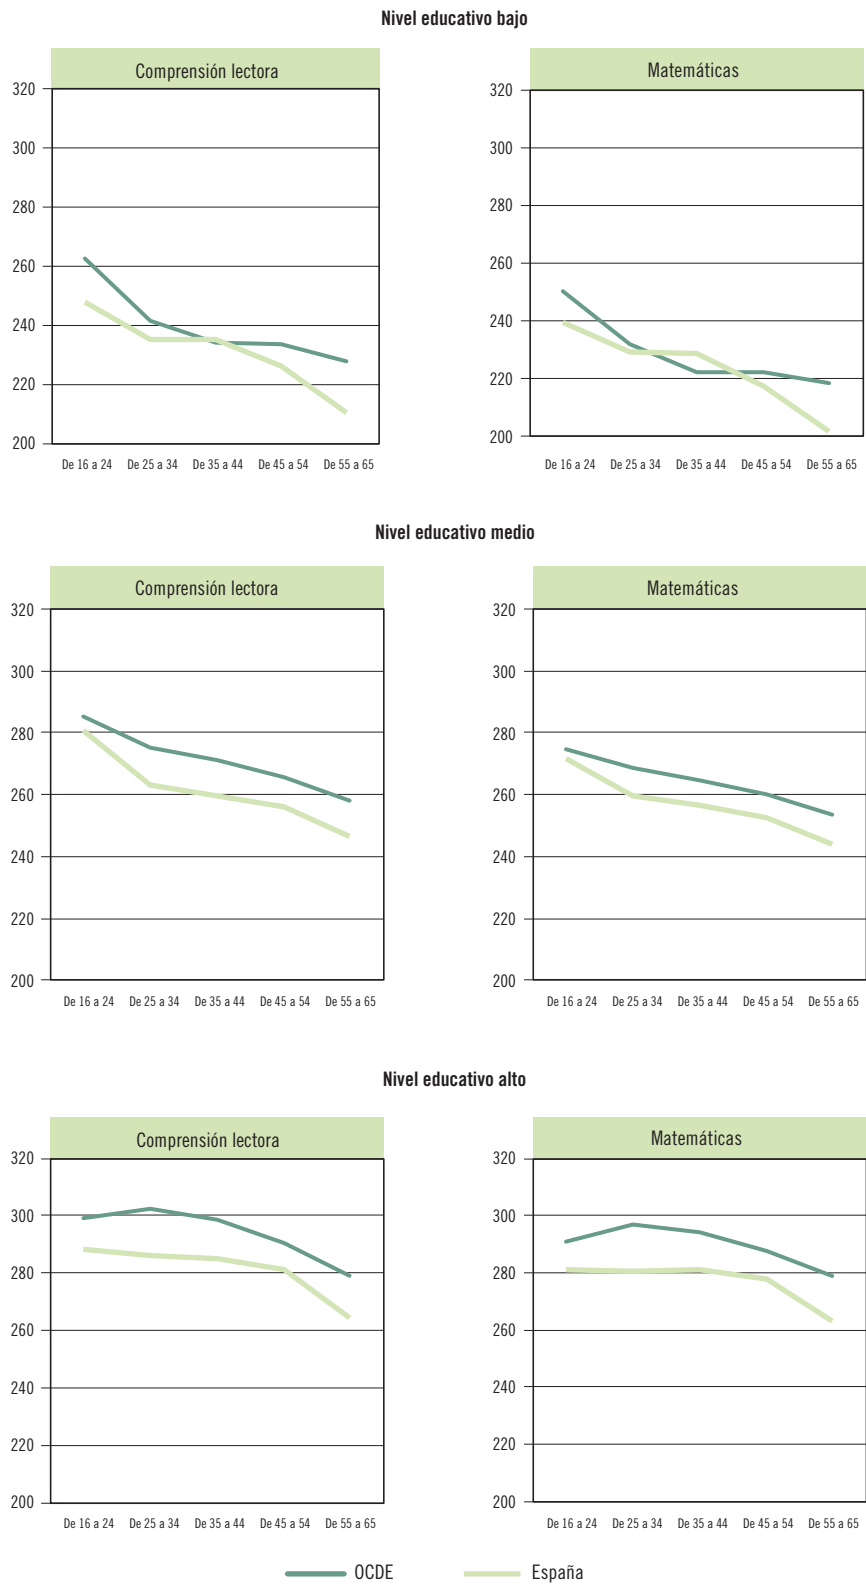 Nivel educativo bajo
Comprensión lectora
320
300
280
260
240
220
200
De 16 a 24 De 25 a 34 De 35 a 44 De 45 a 54 De 55 a 65
Matemáticas
320
300
280
260
240
220
200
De 16 a 24 De 25 a 34 De 35 a 44 De 45 a 54 De 55 a 65
Nivel educativo medio
Comprensión lectora
320
300
280
260
240
220
200
De 16 a 24 De 25 a 34 De 35 a 44 De 45 a 54 De 55 a 65
Matemáticas
320
300
280
260
240
220
200
De 16 a 24 De 25 a 34 De 35 a 44 De 45 a 54 De 55 a 65
Nivel educativo alto
Comprensión lectora
320
300
280
260
240
220
200
De 16 a 24 De 25 a 34 De 35 a 44 De 45 a 54 De 55 a 65
Matemáticas
320
300
280
260
240
220
200
De 16 a 24 De 25 a 34 De 35 a 44 De 45 a 54 De 55 a 65
OCDE España